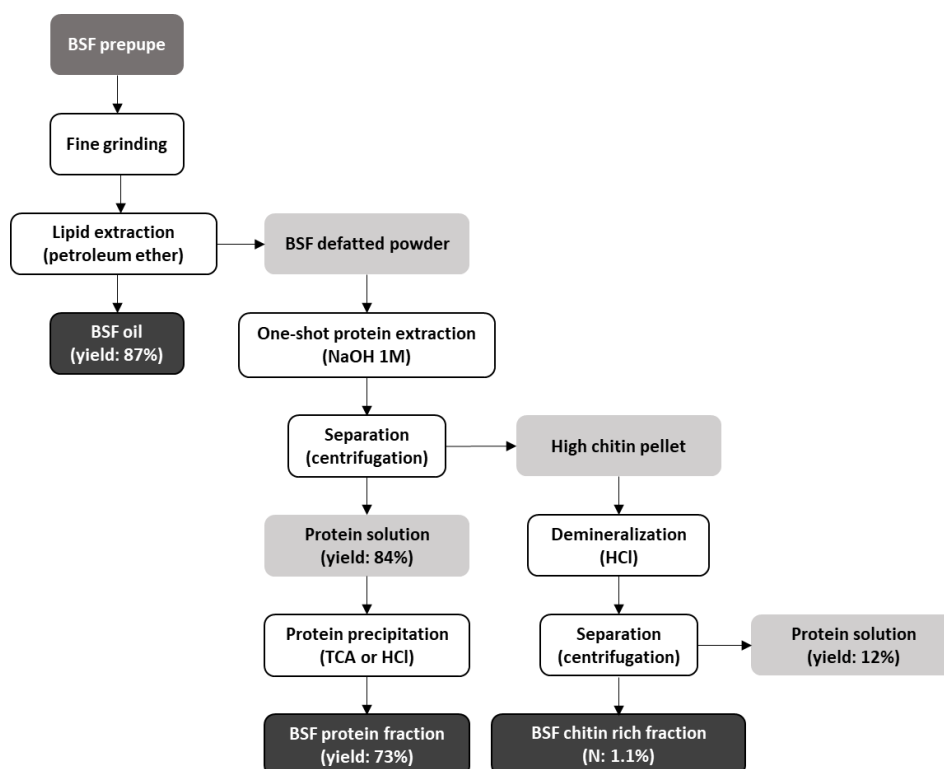 BSF prepupe
Fine grinding
Lipid extraction
(petroleum ether)
BSF defatted powder
BSF oil
(yield: 87%)
One-shot protein extraction
(NaOH 1M)
Separation
(centrifugation)
High chitin pellet
Protein solution
(yield: 84%)
Demineralization
(HCl)
Protein precipitation
(TCA or HCl)
Separation
(centrifugation)
Protein solution
(yield: 12%)
BSF protein fraction
(yield: 73%)
BSF chitin rich fraction
(N: 1.1%)